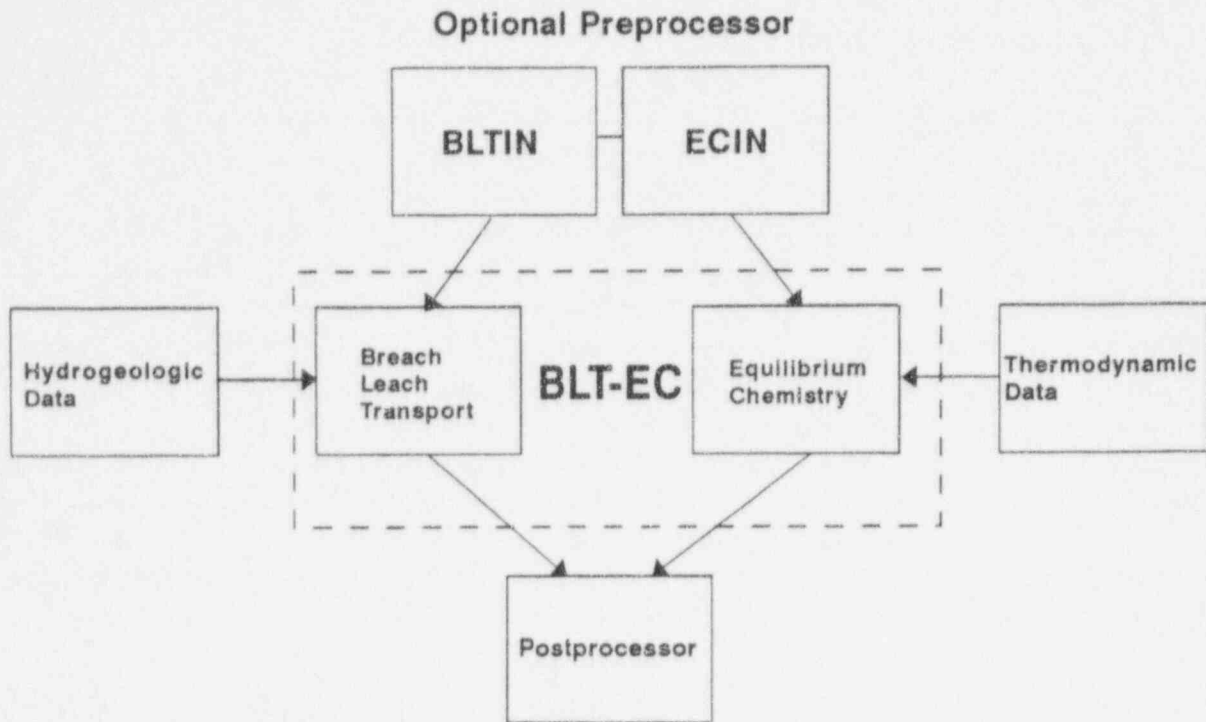 Optional Preprocessor
BLTIN
ECIN
Hydrogeologic
Data
Breach
Leach
Transport
BLT-EC
Equilibrium
Chemistry
Thermodynamic
Data
Postprocessor